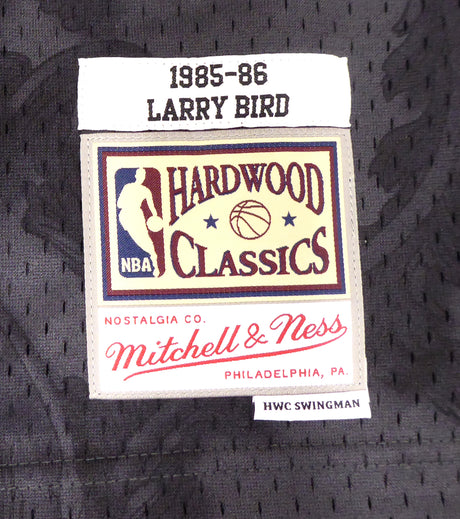 1985-86
LARRY BIRD
HARDWOOD
NBA
CLASSICS
NOSTALGIA CO.
Mitchell & Ness
PHILADELPHIA, PA.
HWC SWINGMAN